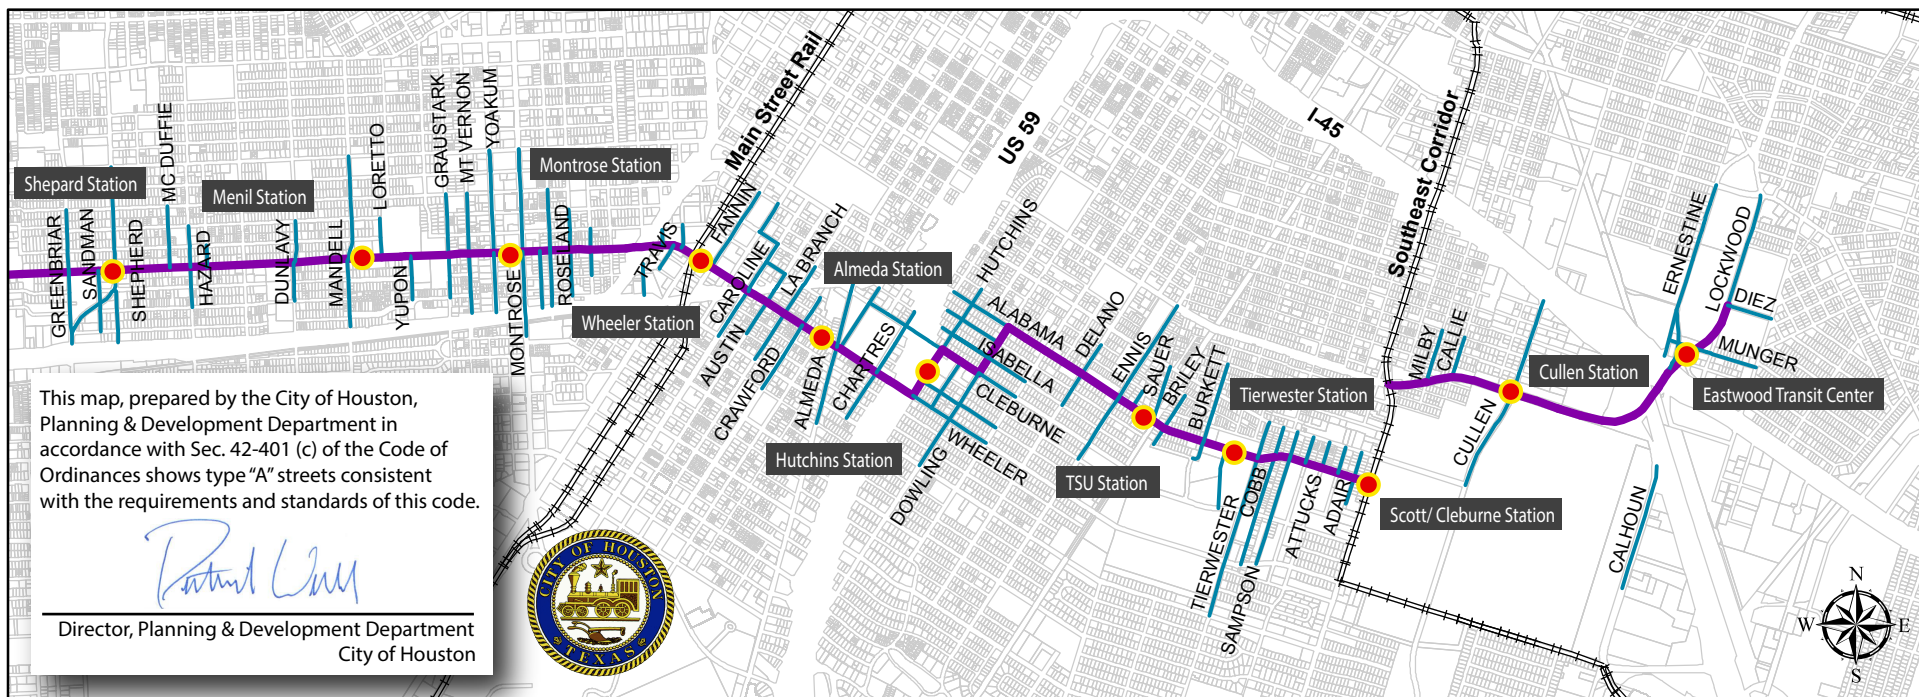 Shepard Station
MC DUFFIE
Menil Station
LORETTO
GRAUSTARK
MT VERNON
YOAKUM
Montrose Station
Main Street Rail
US 59
I-45
Southeast Corridor
GREENBRIAR
SANDMAN
SHEPHERD
HAZARD
DUNLAVY
MANDELL
YUPON
MONTROSE
ROSELAND
TRAVIS
FANNIN
Wheeler Station
CAROLINE
LA BRANCH
AUSTIN
CRAWFORD
Almeda Station
ALMEDA
CHARTRES
Hutchins Station
HUTCHINS
ALABAMA
ISABELLA
CLEBURNE
WHEELER
DOWLING
DELANO
ENNIS
SAUER
BRILEY
BURKETT
TSU Station
Tierwester Station
TIERWESTER
COBB
SAMPSON
ATTUCKS
ADAIR
Scott/ Cleburne Station
MILBY
CALLIE
CULLEN
Cullen Station
CALHOUN
ERNESTINE
LOCKWOOD
DIEZ
MUNGER
Eastwood Transit Center
This map, prepared by the City of Houston,
Planning & Development Department in
accordance with Sec. 42-401 (c) of the Code of
Ordinances shows type “A” streets consistent
with the requirements and standards of this code.
Director, Planning & Development Department
City of Houston
CITY OF HOUSTON
TEXAS
N
W E
S